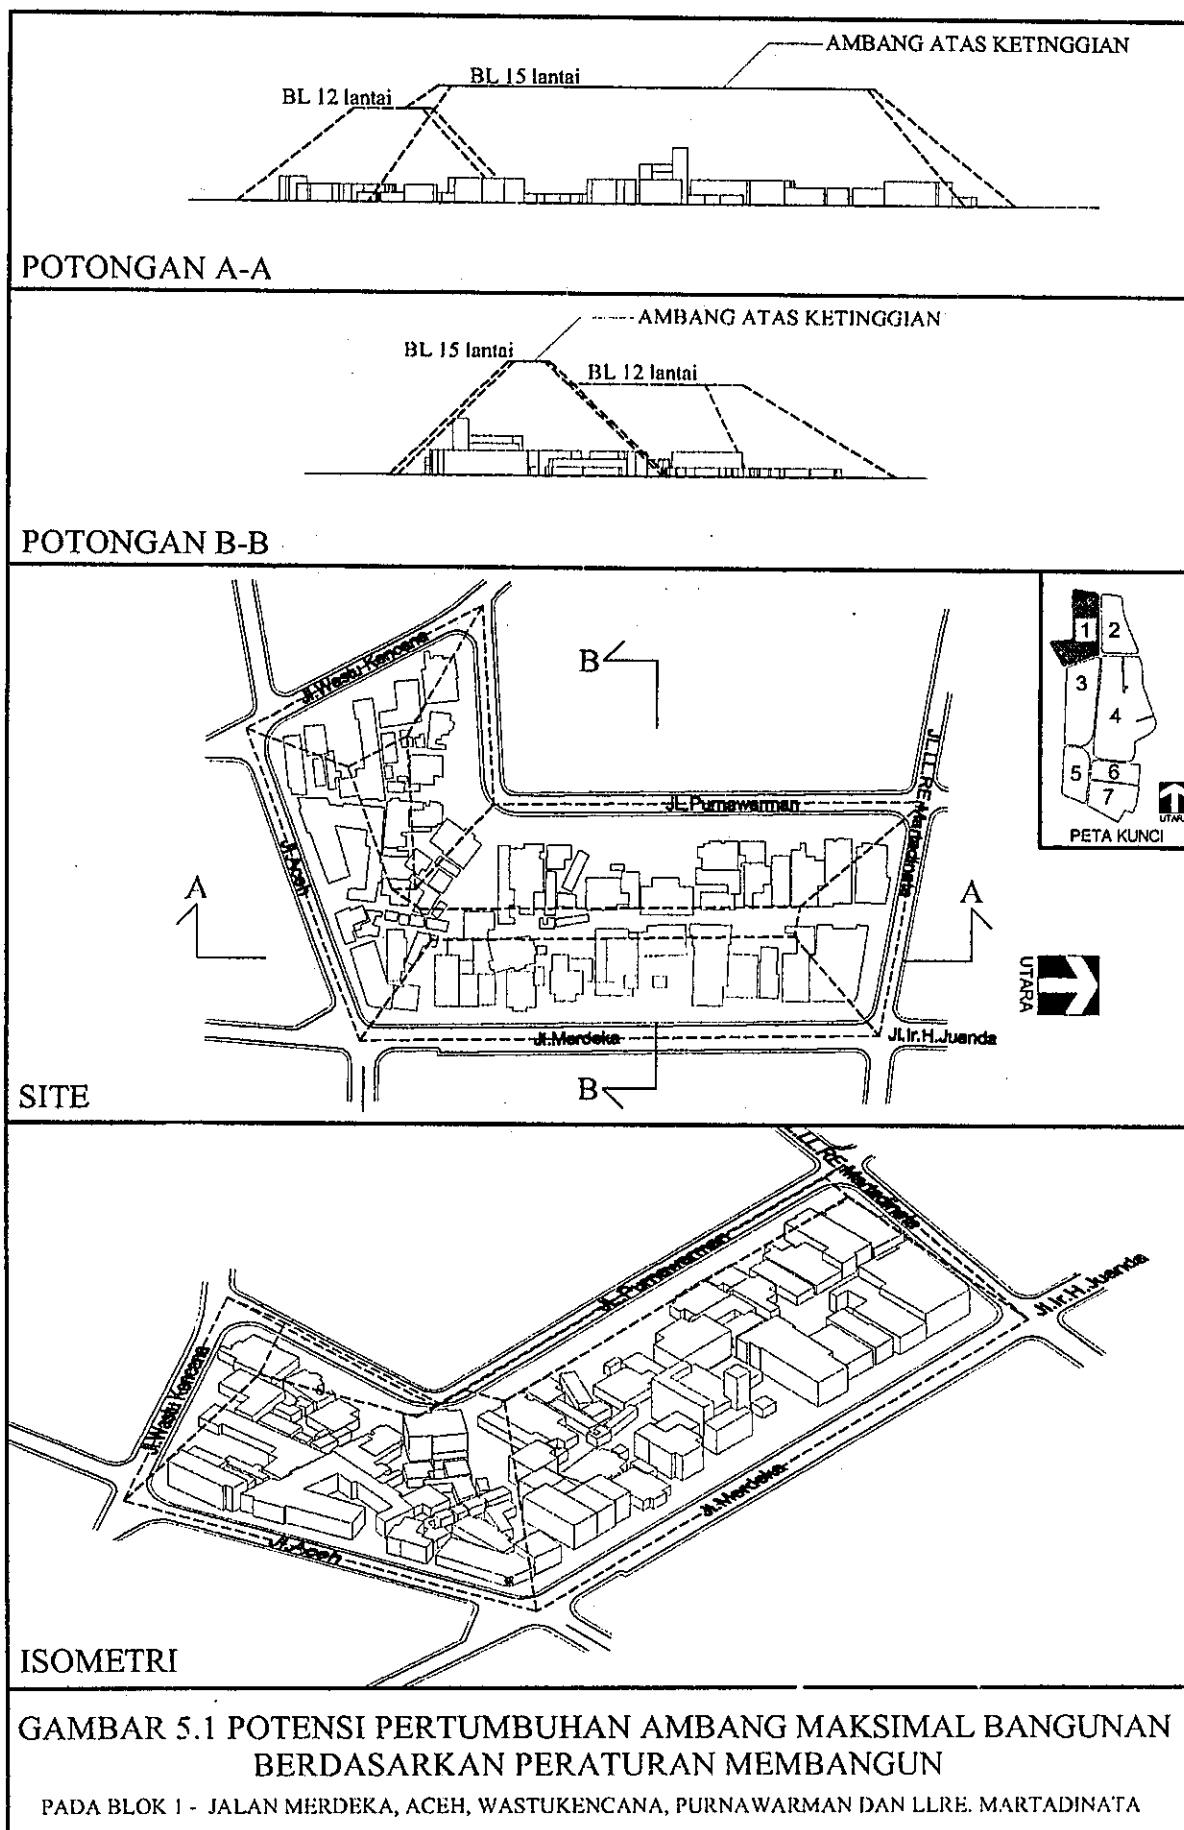 AMBANG ATAS KETINGGIAN
BL 15 lantai
BL 12 lantai
POTONGAN A-A
AMBANG ATAS KETINGGIAN
BL 15 lantai
BL 12 lantai
POTONGAN B-B
Jl.Wastu Kencana
B
JL.Purnawarman
JL.LL.RE.Martadinata
Jl.Aceh
A
A
UTARA
Jl.Merdeka
Jl.Ir.H.Juanda
B
SITE
1
2
3
4
5
6
7
UTARA
PETA KUNCI
JL.Purnawarman
Jl.Ir.H.Juanda
Jl.Wastu Kencana
Jl.Merdeka
Jl.Aceh
ISOMETRI
GAMBAR 5.1 POTENSI PERTUMBUHAN AMBANG MAKSIMAL BANGUNAN
BERDASARKAN PERATURAN MEMBANGUN
PADA BLOK 1 - JALAN MERDEKA, ACEH, WASTUKENCANA, PURNAWARMAN DAN LLRE. MARTADINATA